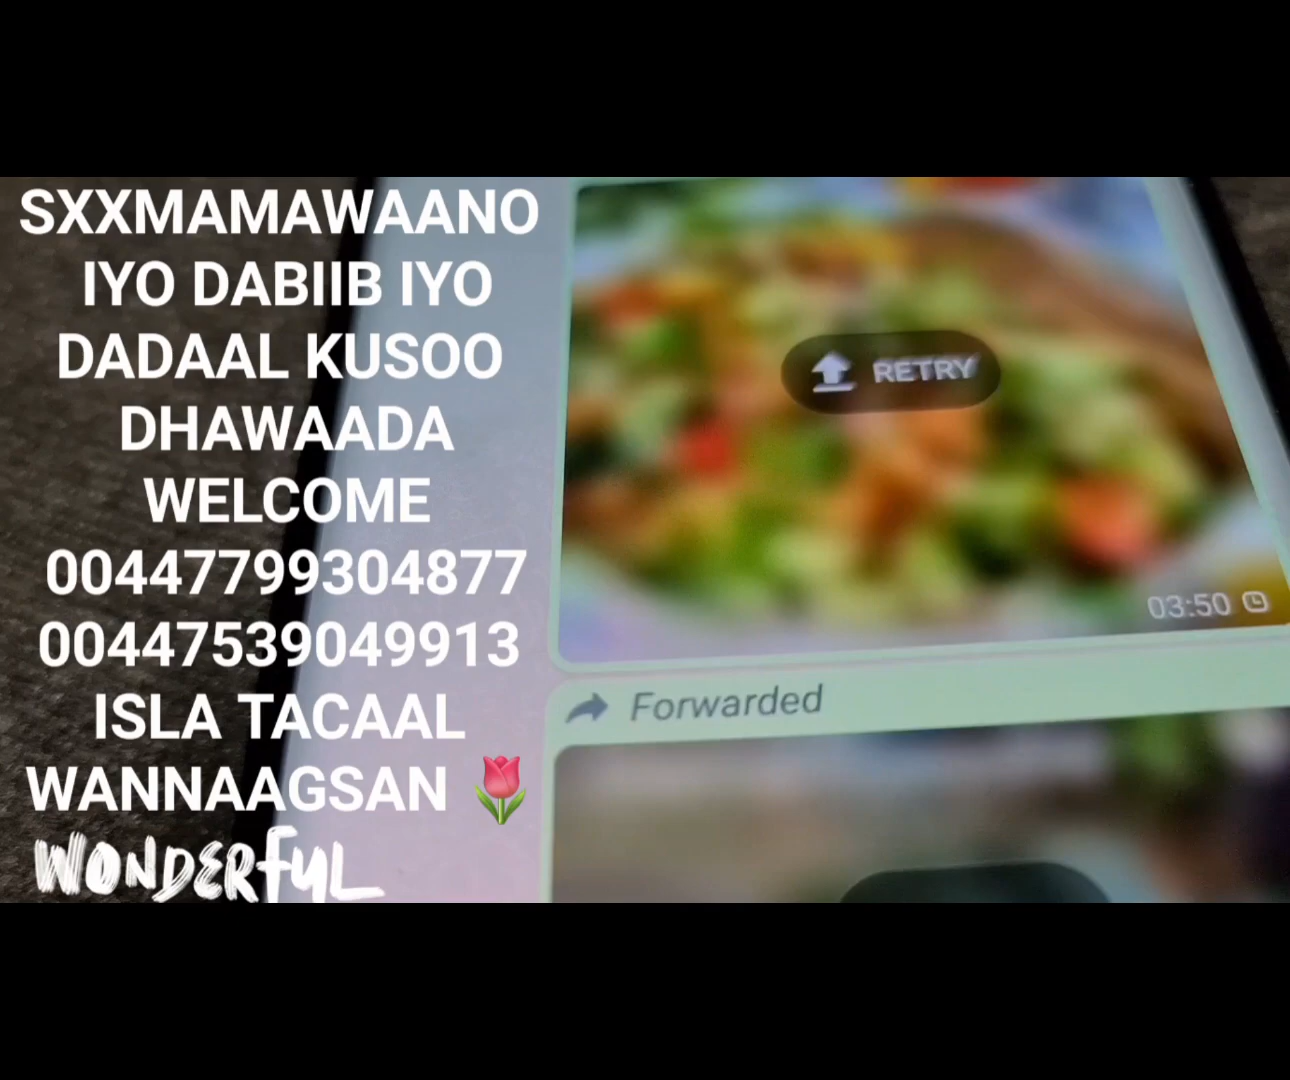 SXXMAMAWAANO
IYO DABIIB IYO
DADAAL KUSOO
DHAWAADA
WELCOME
00447799304877
00447539049913
ISLA TACAAL
WANNAAGSAN 🌷
WONDERFUL
RETRY
03:50
Forwarded